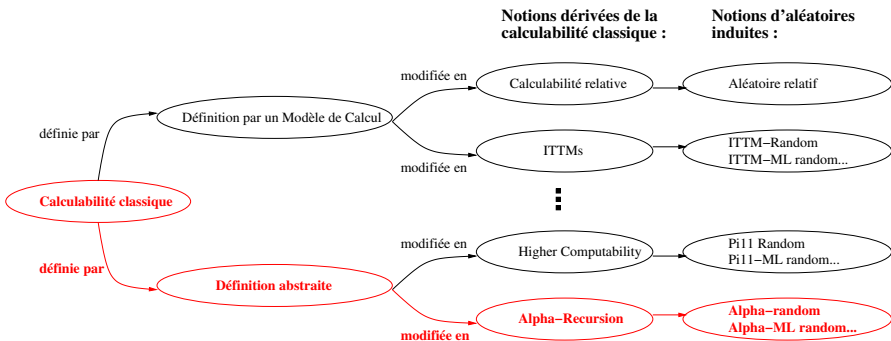 Notions dérivées de la
calculabilité classique :
Notions d'aléatoires
induites :
modifiée en
Calculabilité relative
Aléatoire relatif
définie par
Définition par un Modèle de Calcul
modifiée en
ITTMs
ITTM−Random
ITTM−ML random...
Calculabilité classique
définie par
Définition abstraite
modifiée en
Higher Computability
Pi11 Random
Pi11−ML random...
modifiée en
Alpha−Recursion
Alpha−random
Alpha−ML random...